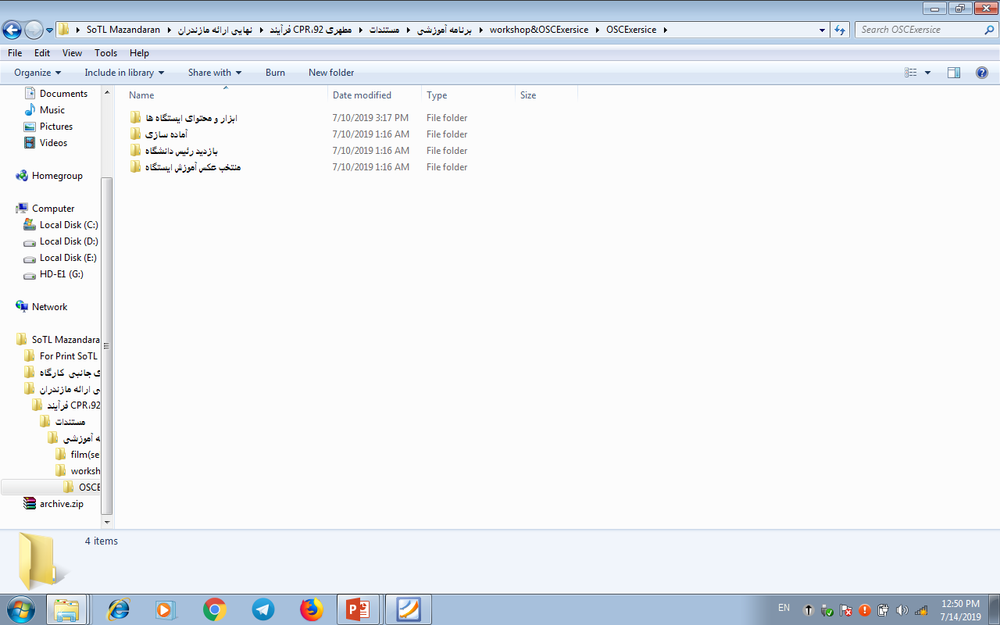 SoTL Mazandaran ▸ نهایی ارائه مازندران ▸ مطهری CPR،92 فرآیند ▸ مستندات ▸ برنامه آموزشی ▸ workshop&OSCExersice ▸ OSCExersice ▸
Search OSCExersice
File Edit View Tools Help
Organize Include in library Share with Burn New folder
Name Date modified Type Size
ابزار و محتوای ایستگاه ها 7/10/2019 3:17 PM File folder
آماده سازی 7/10/2019 1:16 AM File folder
بازدید رئیس دانشگاه 7/10/2019 1:16 AM File folder
منتخب عکس آموزش ایستگاه 7/10/2019 1:16 AM File folder
Documents
Music
Pictures
Videos
Homegroup
Computer
Local Disk (C:)
Local Disk (D:)
Local Disk (E:)
HD-E1 (G:)
Network
SoTL Mazandara
For Print SoTL
ی جانبی کارگاه
ی ارائه مازندران
CPR،92 فرآیند
مستندات
ه آموزشی
film(se
worksh
OSCE
archive.zip
4 items
EN
12:50 PM
7/14/2019